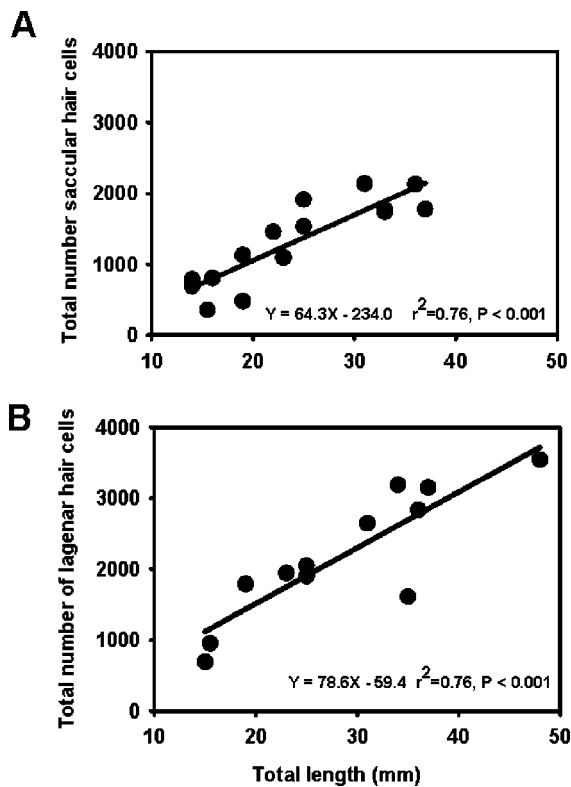 A
Total number saccular hair cells
4000
3000
2000
1000
0
Y = 64.3X - 234.0 r²=0.76, P < 0.001
10 20 30 40 50
B
Total number of lagenar hair cells
4000
3000
2000
1000
0
Y = 78.6X - 59.4 r²=0.76, P < 0.001
10 20 30 40 50
Total length (mm)